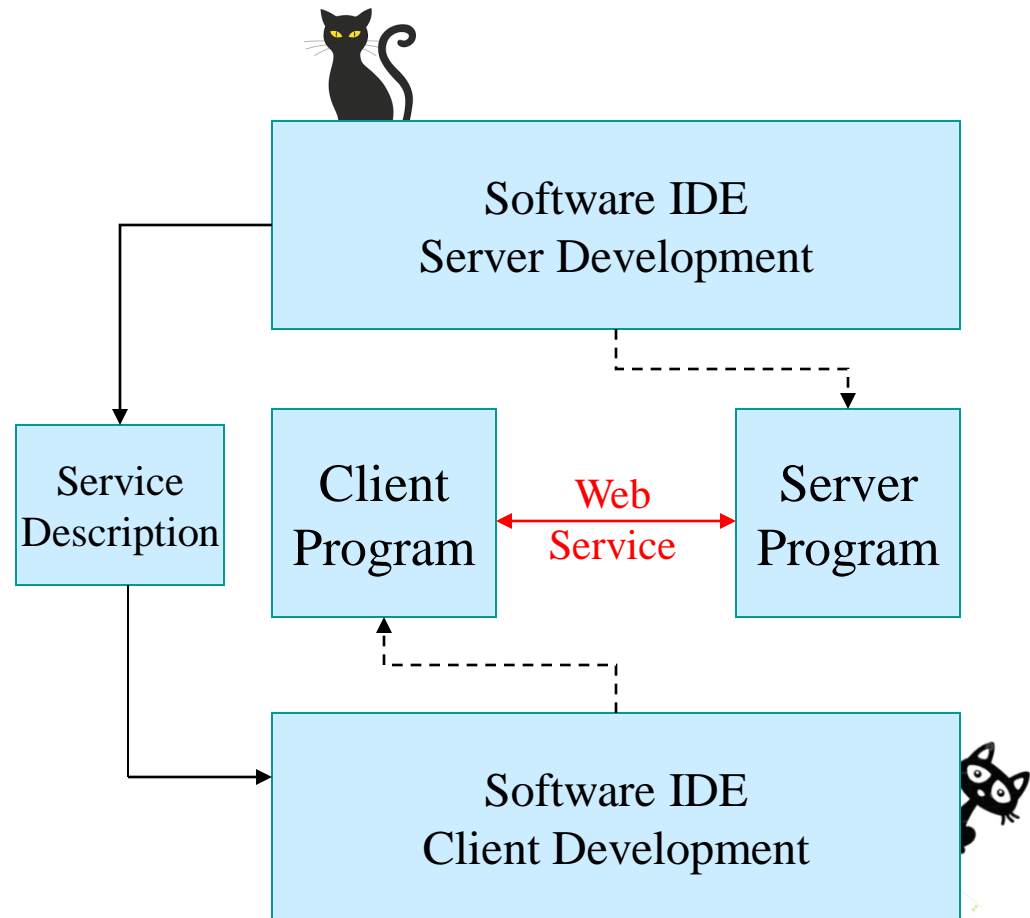 Software IDE
Server Development
Service
Description
Client
Program
Web
Service
Server
Program
Software IDE
Client Development